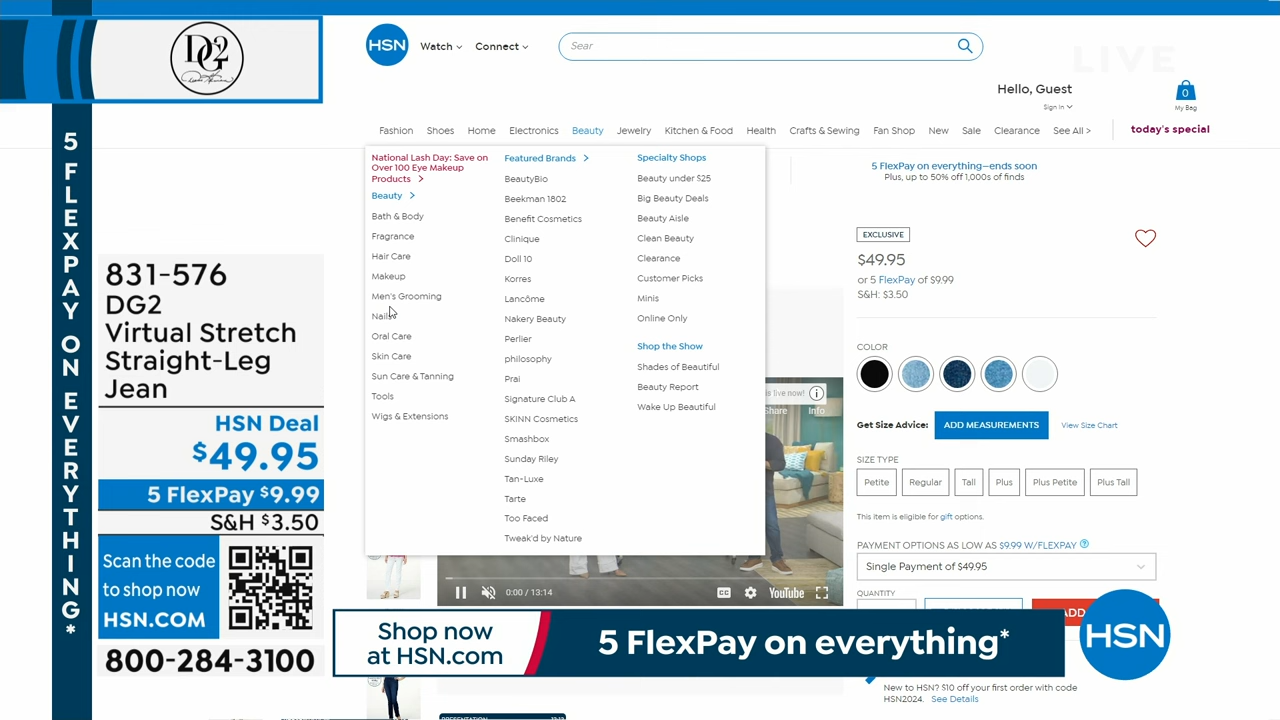 DG2
5 FLEXPAY ON EVERYTHING*
831-576
DG2
Virtual Stretch
Straight-Leg
Jean
HSN Deal
$49.95
5 FlexPay $9.99
S&H $3.50
Scan the code
to shop now
HSN.COM
800-284-3100
HSN
Watch
Connect
Sear
LIVE
Hello, Guest
Sign In
0
My Bag
Fashion Shoes Home Electronics Beauty Jewelry Kitchen & Food Health Crafts & Sewing Fan Shop New Sale Clearance See All > today's special
National Lash Day: Save on
Over 100 Eye Makeup
Products >
Beauty >
Bath & Body
Fragrance
Hair Care
Makeup
Men's Grooming
Nails
Oral Care
Skin Care
Sun Care & Tanning
Tools
Wigs & Extensions
Featured Brands >
BeautyBio
Beekman 1802
Benefit Cosmetics
Clinique
Doll 10
Korres
Lancôme
Nakery Beauty
Perlier
philosophy
Prai
Signature Club A
SKINN Cosmetics
Smashbox
Sunday Riley
Tan-Luxe
Tarte
Too Faced
Tweak'd by Nature
Specialty Shops
Beauty under $25
Big Beauty Deals
Beauty Aisle
Clean Beauty
Clearance
Customer Picks
Minis
Online Only
Shop the Show
Shades of Beautiful
Beauty Report
Wake Up Beautiful
5 FlexPay on everything—ends soon
Plus, up to 50% off 1,000s of finds
EXCLUSIVE
$49.95
or 5 FlexPay of $9.99
S&H: $3.50
COLOR
Get Size Advice: ADD MEASUREMENTS View Size Chart
SIZE TYPE
Petite Regular Tall Plus Plus Petite Plus Tall
This item is eligible for gift options.
PAYMENT OPTIONS AS LOW AS $9.99 W/FLEXPAY
Single Payment of $49.95
QUANTITY
ADD
is live now!
Share Info
0:00 / 13:14
CC
YouTube
Shop now
at HSN.com
5 FlexPay on everything*
HSN
New to HSN? $10 off your first order with code
HSN2024. See Details
PRESENTATION